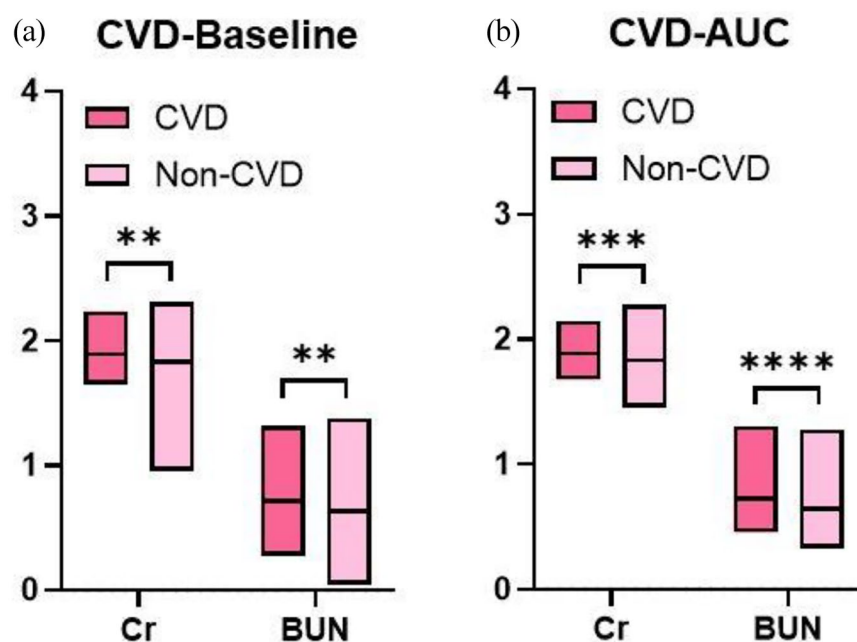 (a) CVD-Baseline
4
3
2
1
0
CVD
Non-CVD
**
**
Cr BUN
(b) CVD-AUC
4
3
2
1
0
CVD
Non-CVD
***
****
Cr BUN